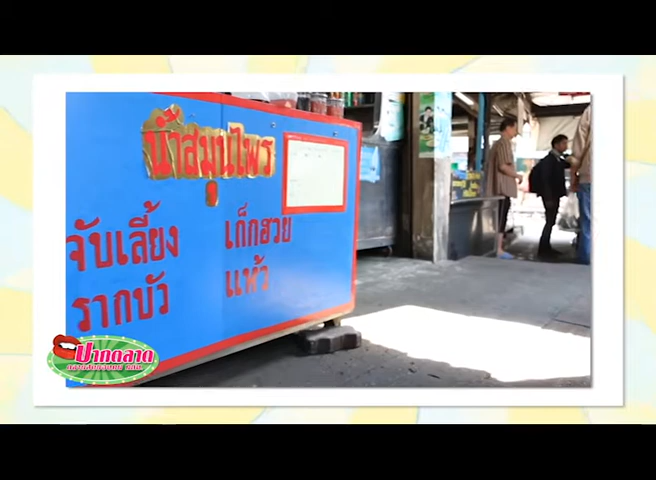 น้ำสมุนไพร
จับเลี้ยง
เก็กฮวย
รากบัว
แห้ว
ปากตลาด